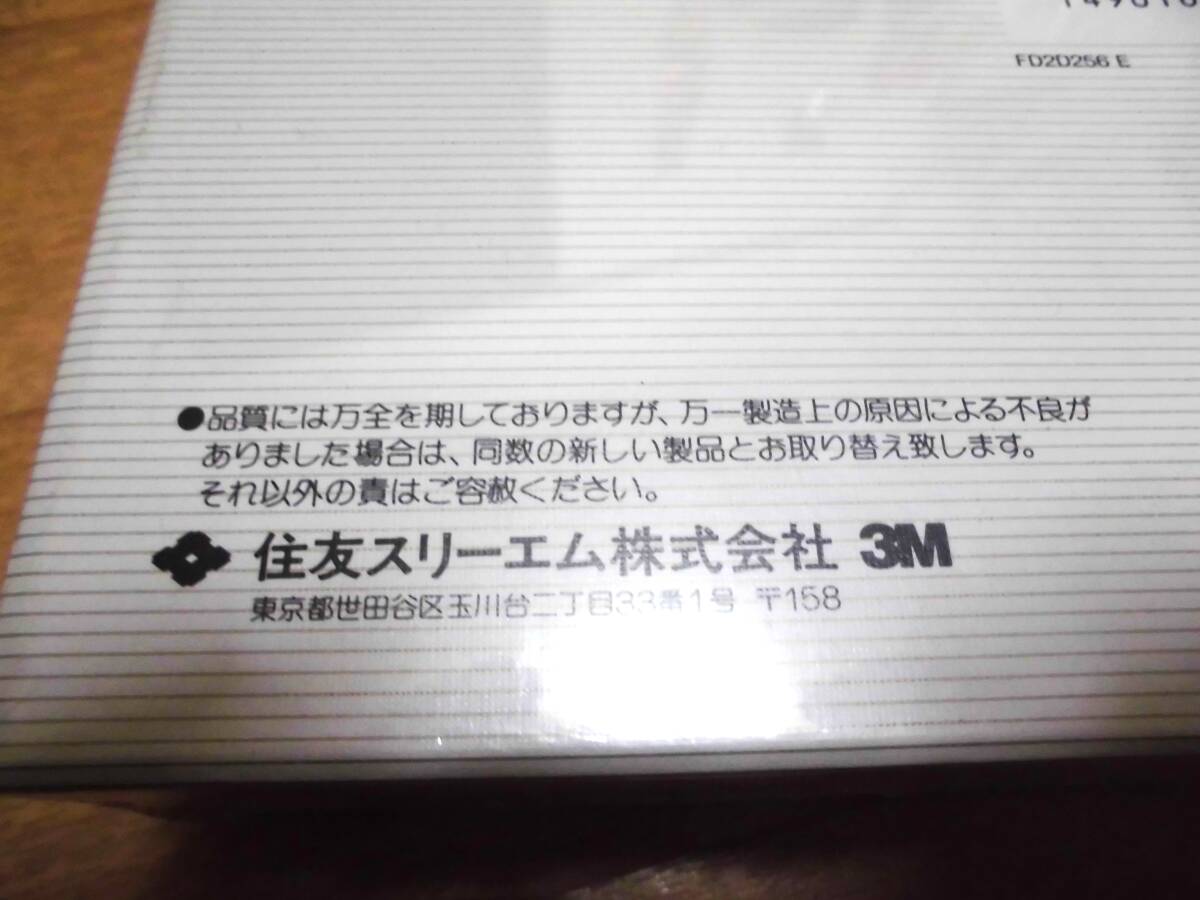 FD2D256 E
●品質には万全を期しておりますが、万一製造上の原因による不良が
ありました場合は、同数の新しい製品とお取り替え致します。
それ以外の責はご容赦ください。
住友スリーエム株式会社 3M
東京都世田谷区玉川台二丁目33番1号 〒158